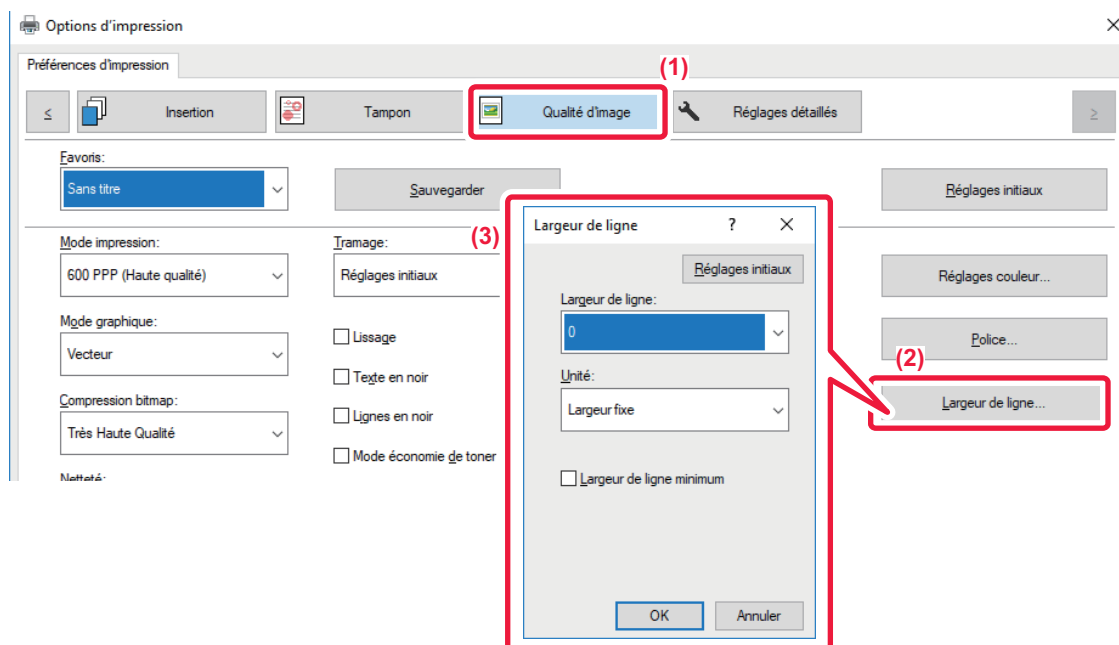 Options d'impression
Préférences d'impression
(1)
<
Insertion
Tampon
Qualité d'image
Réglages détaillés
>
Favoris:
Sans titre
Sauvegarder
Réglages initiaux
Mode impression:
600 PPP (Haute qualité)
Tramage:
Réglages initiaux
(3)
Largeur de ligne
?
Réglages initiaux
Largeur de ligne:
0
Unité:
Largeur fixe
Largeur de ligne minimum
OK
Annuler
Réglages couleur...
Mode graphique:
Vecteur
Lissage
Texte en noir
Police...
(2)
Largeur de ligne...
Compression bitmap:
Très Haute Qualité
Lignes en noir
Mode économie de toner
Netteté: